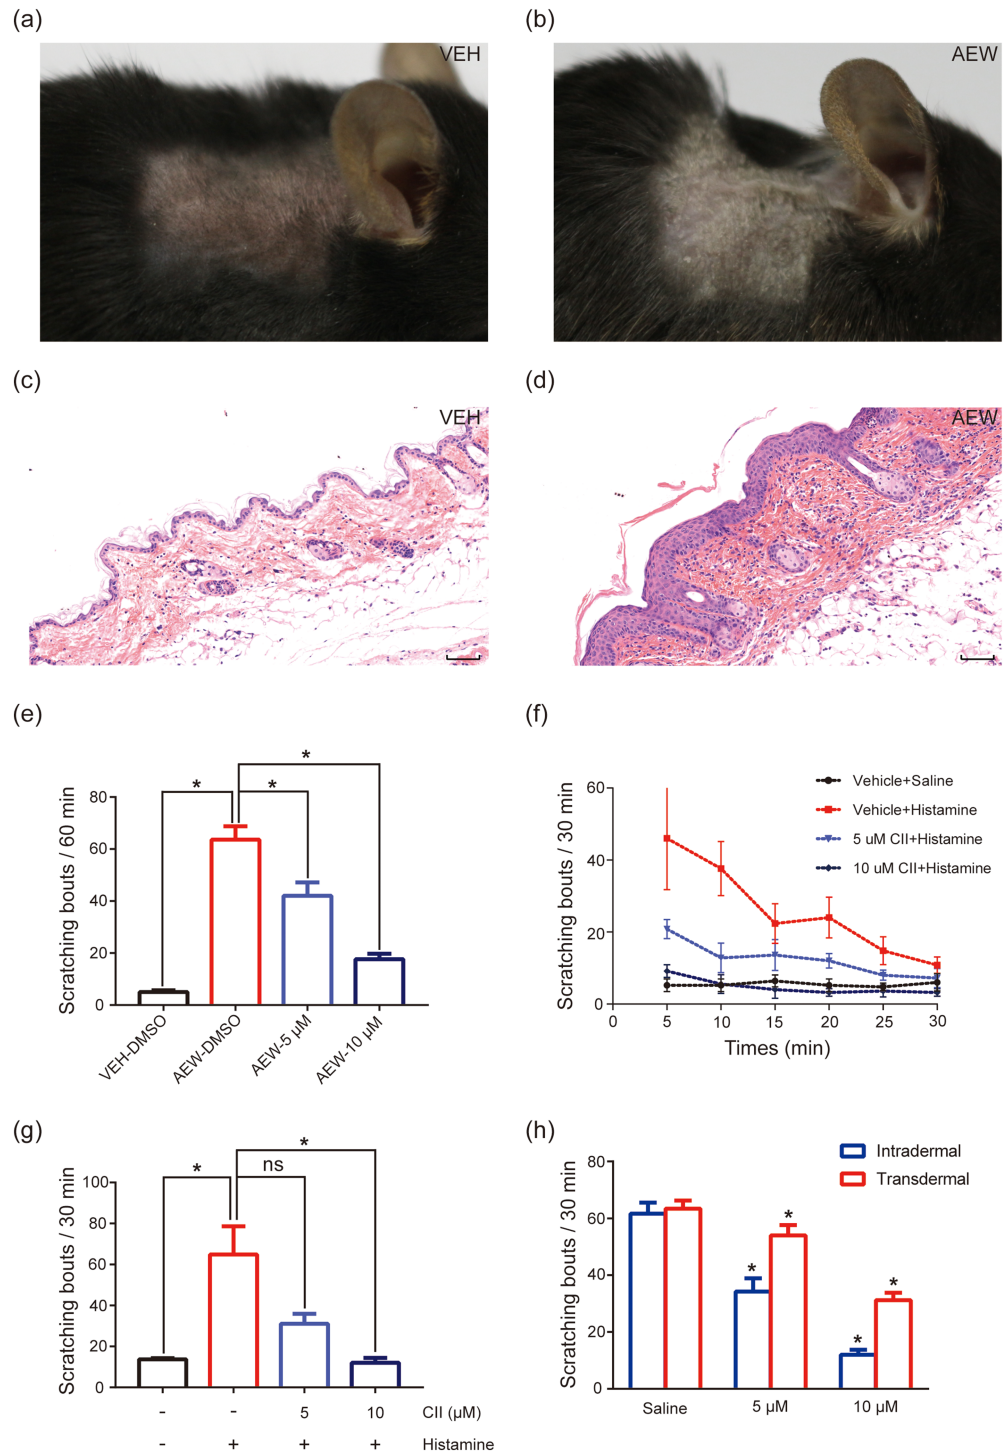 (a)
(b)
VEH
AEW
(c)
(d)
VEH
AEW
(e)
Scratching bouts / 60 min
80
60
40
20
0
*
*
*
VEH-DMSO
AEW-DMSO
AEW-5 μM
AEW-10 μM
(f)
Scratching bouts / 30 min
60
40
20
0
0
5
10
15
20
25
30
Times (min)
Vehicle+Saline
Vehicle+Histamine
5 uM CII+Histamine
10 uM CII+Histamine
(g)
Scratching bouts / 30 min
100
80
60
40
20
0
*
ns
*
- - 5 10 CII (μM)
- + + + Histamine
(h)
Scratching bouts / 30 min
80
60
40
20
0
Intradermal
Transdermal
*
*
*
*
Saline
5 μM
10 μM